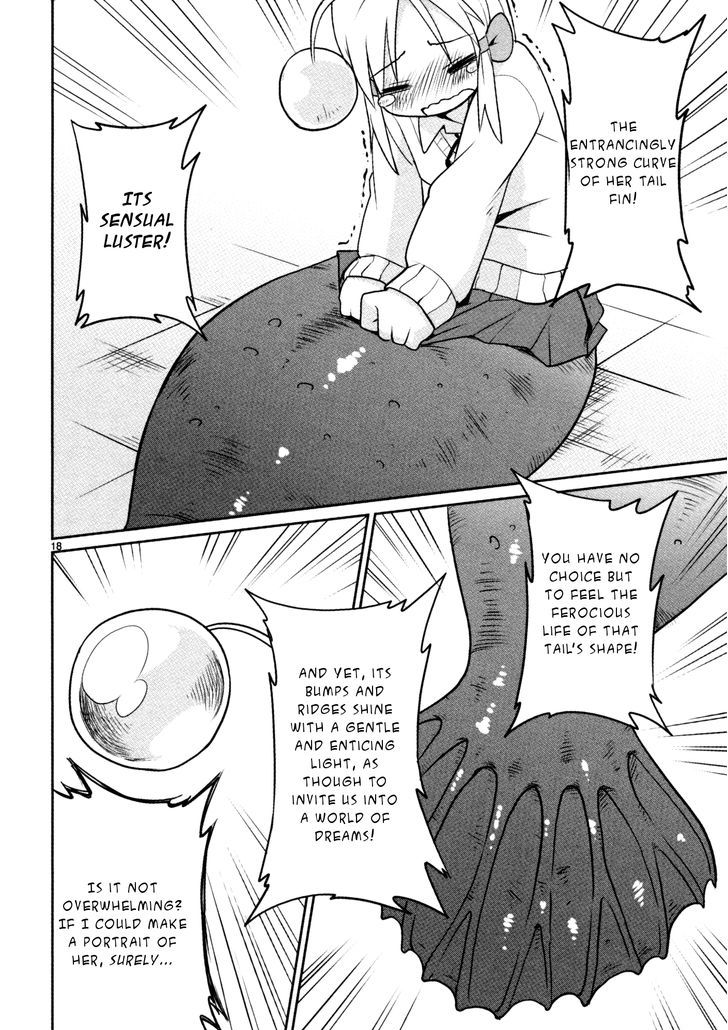 THE
ENTRANCINGLY
STRONG CURVE
OF HER TAIL
FIN!
ITS
SENSUAL
LUSTER!
YOU HAVE NO
CHOICE BUT
TO FEEL THE
FEROCIOUS
LIFE OF THAT
TAIL'S SHAPE!
AND YET, ITS
BUMPS AND
RIDGES SHINE
WITH A GENTLE
AND ENTICING
LIGHT, AS
THOUGH TO
INVITE US INTO
A WORLD OF
DREAMS!
IS IT NOT
OVERWHELMING?
IF I COULD MAKE
A PORTRAIT OF
HER, SURELY...
18